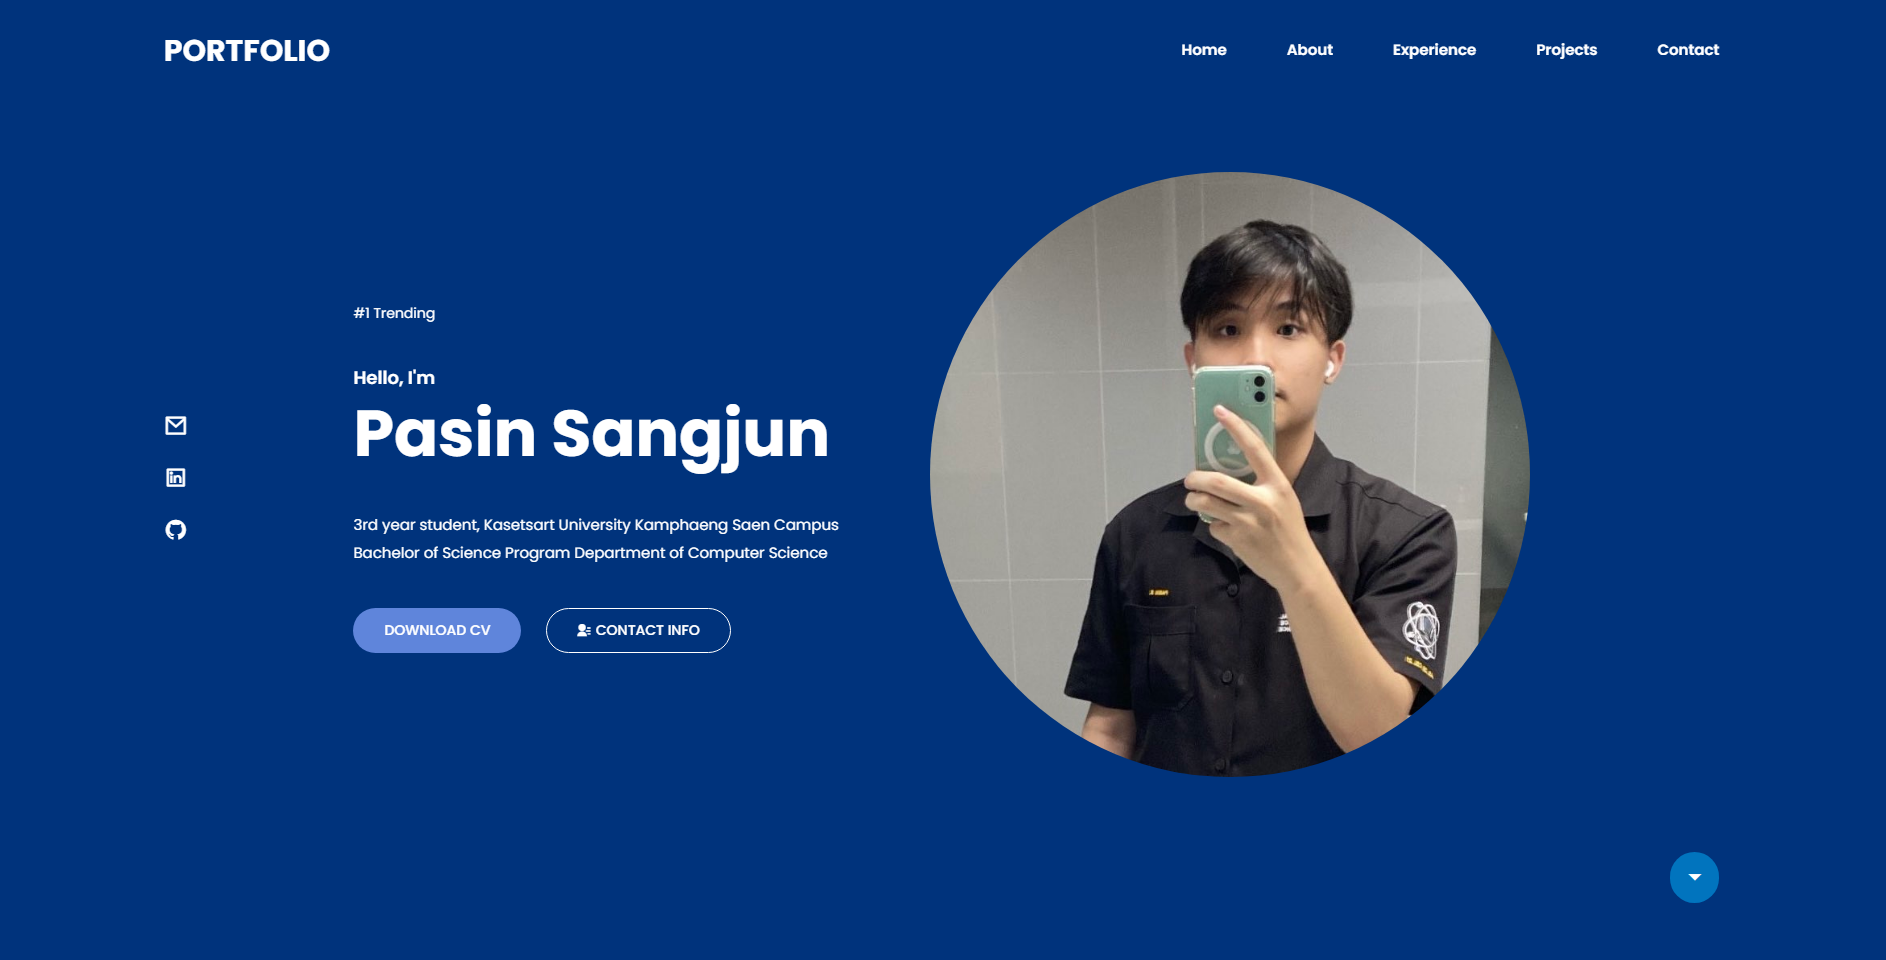 PORTFOLIO
Home
About
Experience
Projects
Contact
#1 Trending
Hello, I'm
Pasin Sangjun
3rd year student, Kasetsart University Kamphaeng Saen Campus
Bachelor of Science Program Department of Computer Science
DOWNLOAD CV
CONTACT INFO